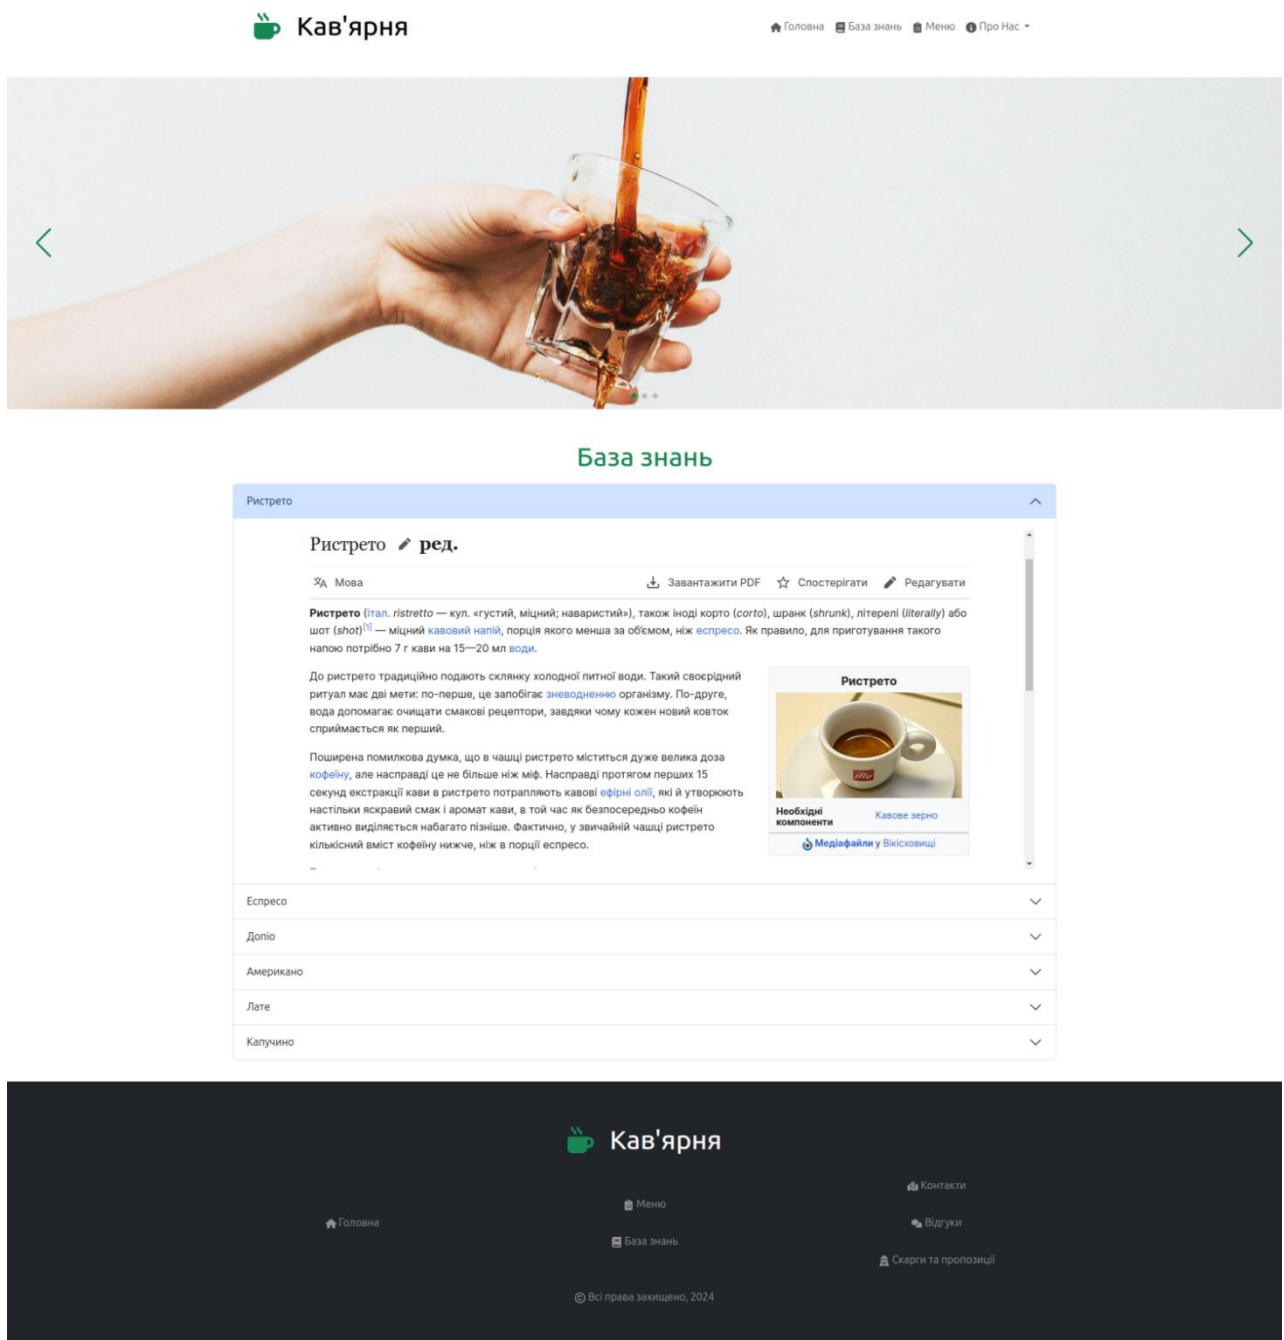 Кав'ярня
Головна База знань Меню Про Нас
База знань
Ристрето
Ристрето ред.
Мова Завантажити PDF Спостерігати Редагувати
Ристрето (італ. ristretto — кул. «густий, міцний; наваристий»), також іноді корто (corto), шранк (shrunk), літерелі (literally) або
шот (shot)[1] — міцний кавовий напій, порція якого менша за об'ємом, ніж еспресо. Як правило, для приготування такого
напою потрібно 7 г кави на 15—20 мл води.
До ристрето традиційно подають склянку холодної питної води. Такий своєрідний
ритуал має дві мети: по-перше, це запобігає зневодненню організму. По-друге,
вода допомагає очищати смакові рецептори, завдяки чому кожен новий ковток
сприймається як перший.
Поширена помилкова думка, що в чашці ристрето міститься дуже велика доза
кофеїну, але насправді це не більше ніж міф. Насправді протягом перших 15
секунд екстракції кави в ристрето потрапляють кавові ефірні олії, які й утворюють
настільки яскравий смак і аромат кави, в той час як безпосередньо кофеїн
активно виділяється набагато пізніше. Фактично, у звичайній чашці ристрето
кількісний вміст кофеїну нижче, ніж в порції еспресо.
Ристрето
illy
Необхідні
компоненти
Кавове зерно
Медіафайли у Вікісховищі
Еспресо
Допіо
Американо
Лате
Капучино
Кав'ярня
Головна
Меню
База знань
Контакти
Відгуки
Скарги та пропозиції
© Всі права захищено, 2024